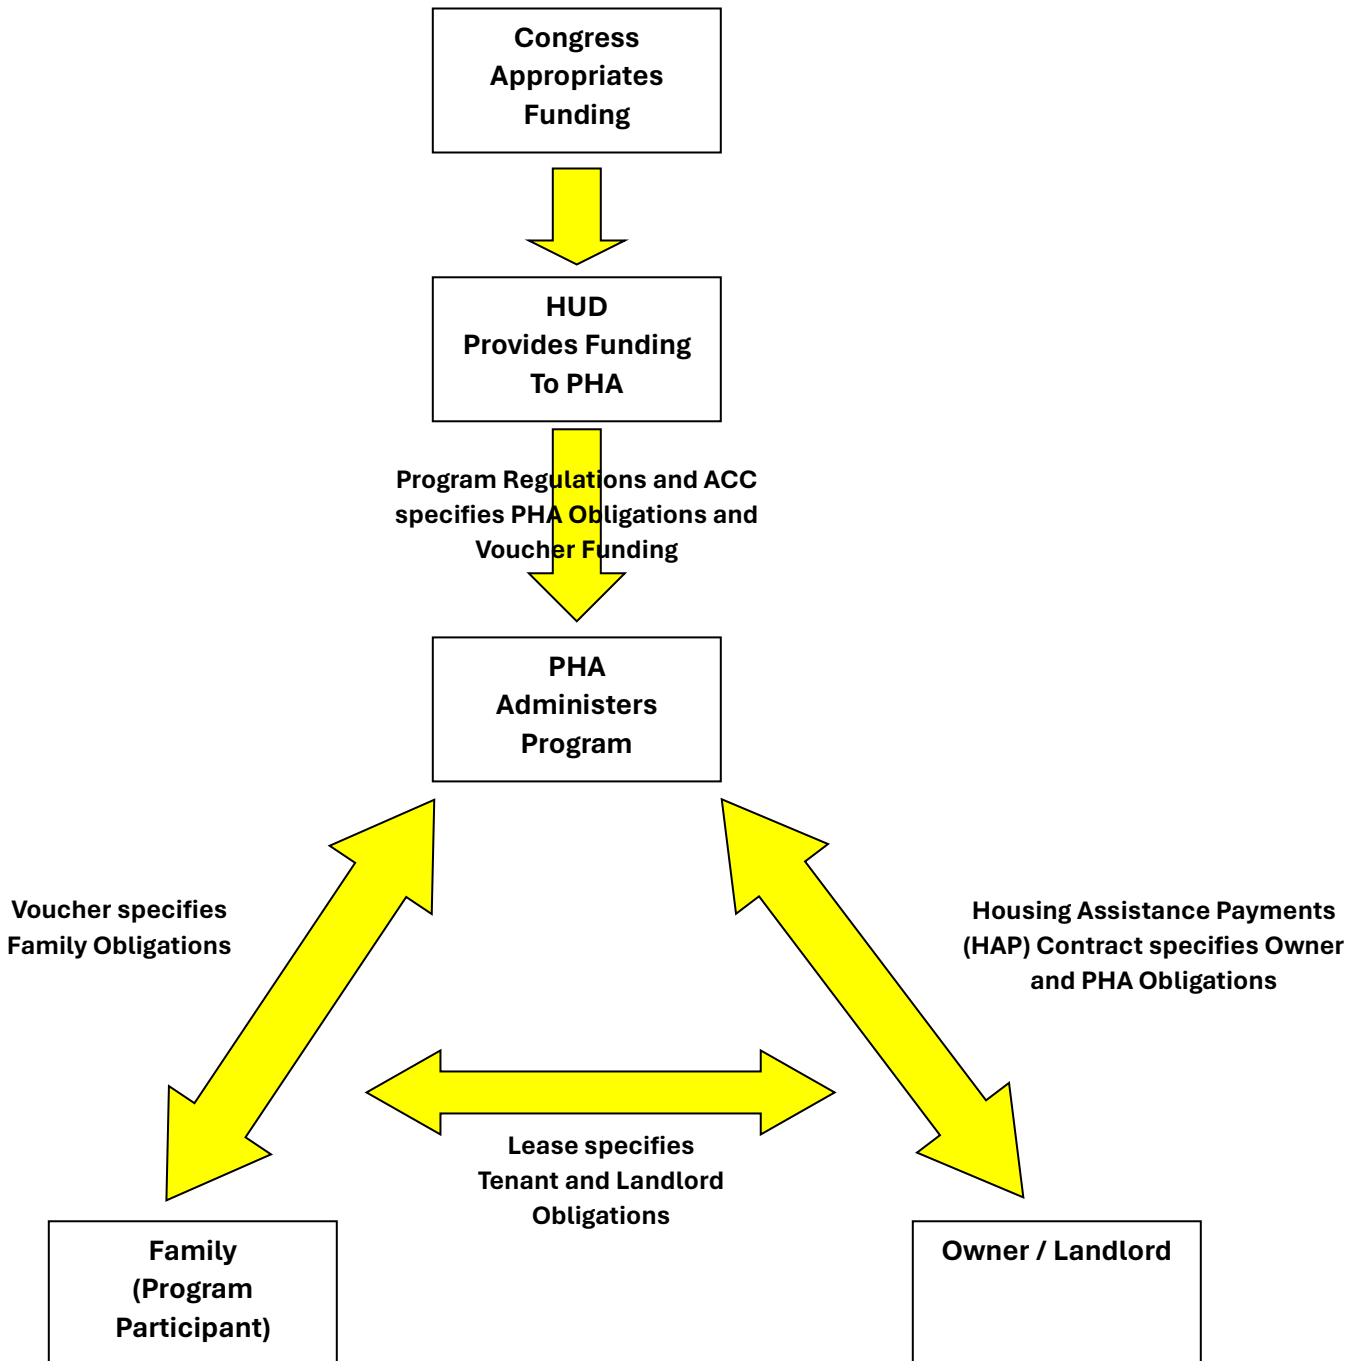 Congress
Appropriates
Funding
HUD
Provides Funding
To PHA
Program Regulations and ACC
specifies PHA Obligations and
Voucher Funding
PHA
Administers
Program
Voucher specifies
Family Obligations
Housing Assistance Payments
(HAP) Contract specifies Owner
and PHA Obligations
Lease specifies
Tenant and Landlord
Obligations
Family
(Program
Participant)
Owner / Landlord